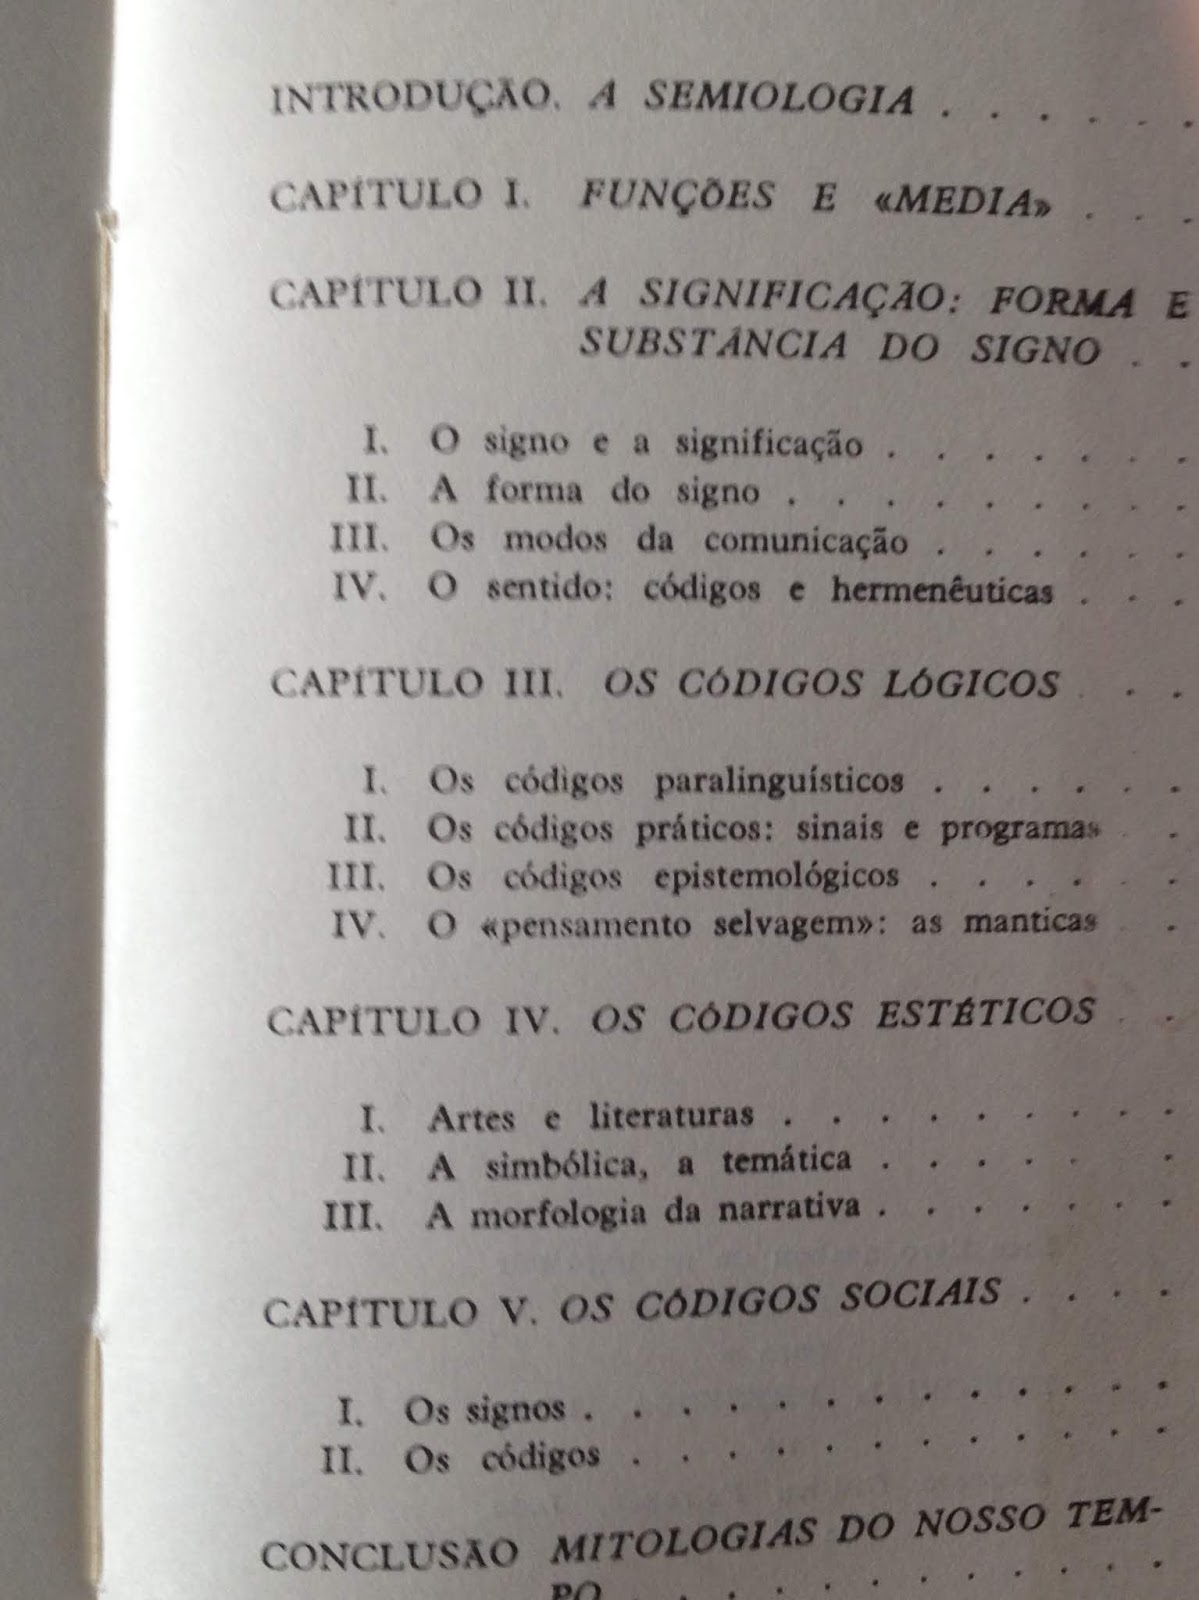 INTRODUÇÃO. A SEMIOLOGIA . . . . . .
CAPÍTULO I. FUNÇÕES E «MEDIA» . . .
CAPÍTULO II. A SIGNIFICAÇÃO: FORMA E
SUBSTÂNCIA DO SIGNO . .
I. O signo e a significação . . . . . . .
II. A forma do signo . . . . . . . . .
III. Os modos da comunicação . . . . . .
IV. O sentido: códigos e hermenêuticas . . .
CAPÍTULO III. OS CÓDIGOS LÓGICOS . . .
I. Os códigos paralinguísticos . . . . . .
II. Os códigos práticos: sinais e programas . .
III. Os códigos epistemológicos . . . . . .
IV. O «pensamento selvagem»: as manticas . .
CAPÍTULO IV. OS CÓDIGOS ESTÉTICOS . .
I. Artes e literaturas . . . . . . . . .
II. A simbólica, a temática . . . . . .
III. A morfologia da narrativa . . . . . . .
CAPÍTULO V. OS CÓDIGOS SOCIAIS . . . .
I. Os signos . . . . . . . . . . . . .
II. Os códigos . . . . . . . . . . . .
CONCLUSÃO MITOLOGIAS DO NOSSO TEM-
PO . . . . . . . . . . . .